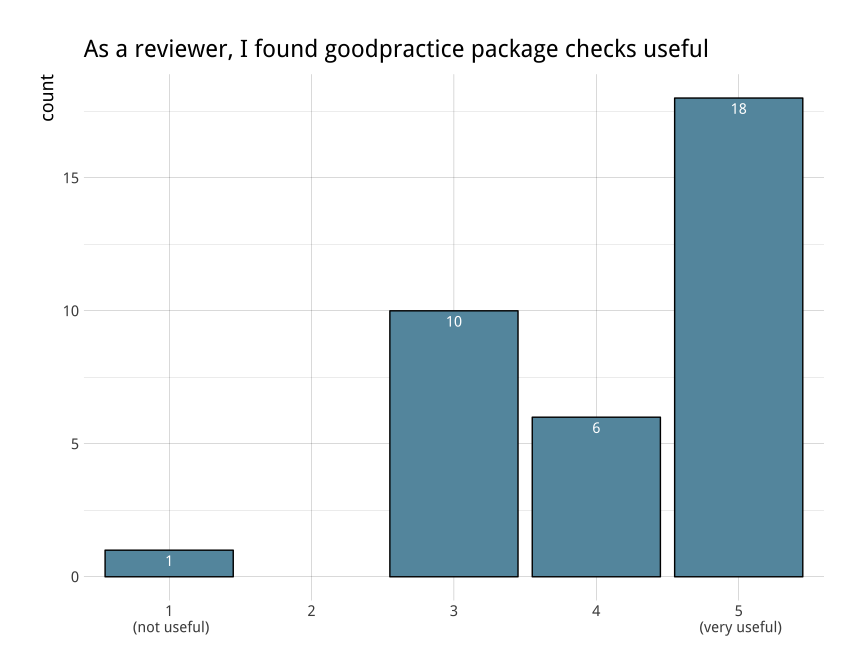 As a reviewer, I found goodpractice package checks useful
count
18
15
10
10
6
5
1
0
1 2 3 4 5
(not useful) (very useful)